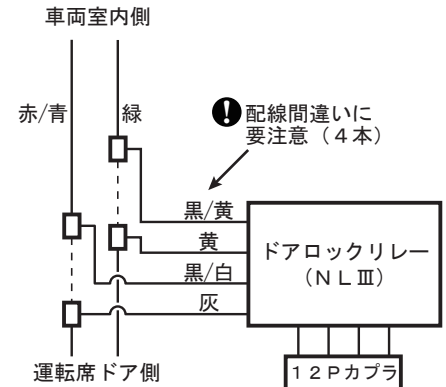 車両室内側
赤/青
緑
! 配線間違いに
要注意（４本）
黒/黄
黄
黒/白
灰
ドアロックリレー
（ＮＬⅢ）
運転席ドア側
１２Ｐカプラ